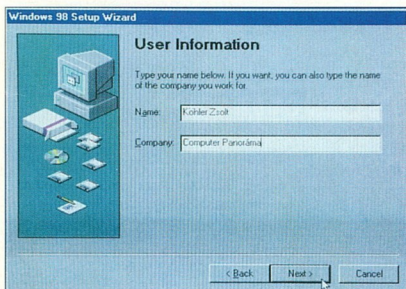 Windows 98 Setup Wizard
User Information
Type your name below. If you want, you can also type the name
of the company you work for.
Name: Köhler Zsolt
Company: Computer Panoráma
< Back Next > Cancel